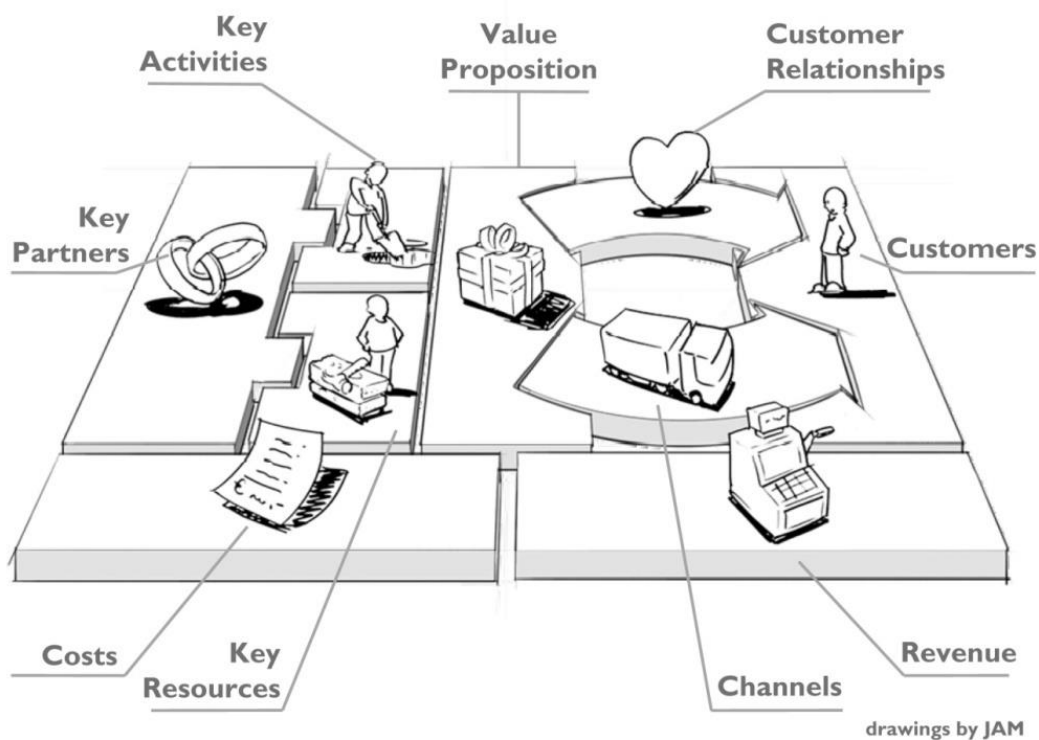 Key
Activities
Value
Proposition
Customer
Relationships
Key
Partners
Customers
€
Costs
Key
Resources
Channels
Revenue
drawings by JAM